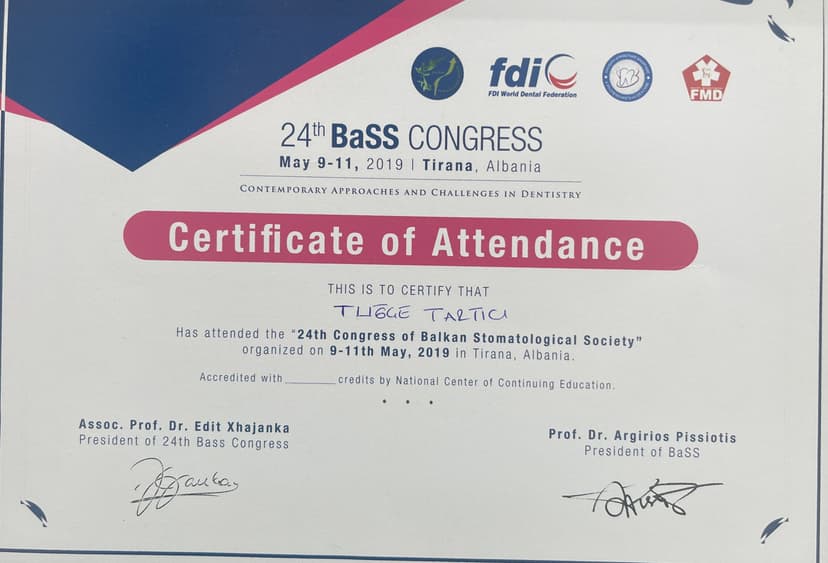 fdi
FDI World Dental Federation
FMD
24th BaSS CONGRESS
May 9-11, 2019 | Tirana, Albania
CONTEMPORARY APPROACHES AND CHALLENGES IN DENTISTRY
Certificate of Attendance
THIS IS TO CERTIFY THAT
TARTICI
Has attended the "24th Congress of Balkan Stomatological Society"
organized on 9-11th May, 2019 in Tirana, Albania.
Accredited with ________ credits by National Center of Continuing Education.
Assoc. Prof. Dr. Edit Xhajanka
President of 24th Bass Congress
Prof. Dr. Argirios Pissiotis
President of BaSS